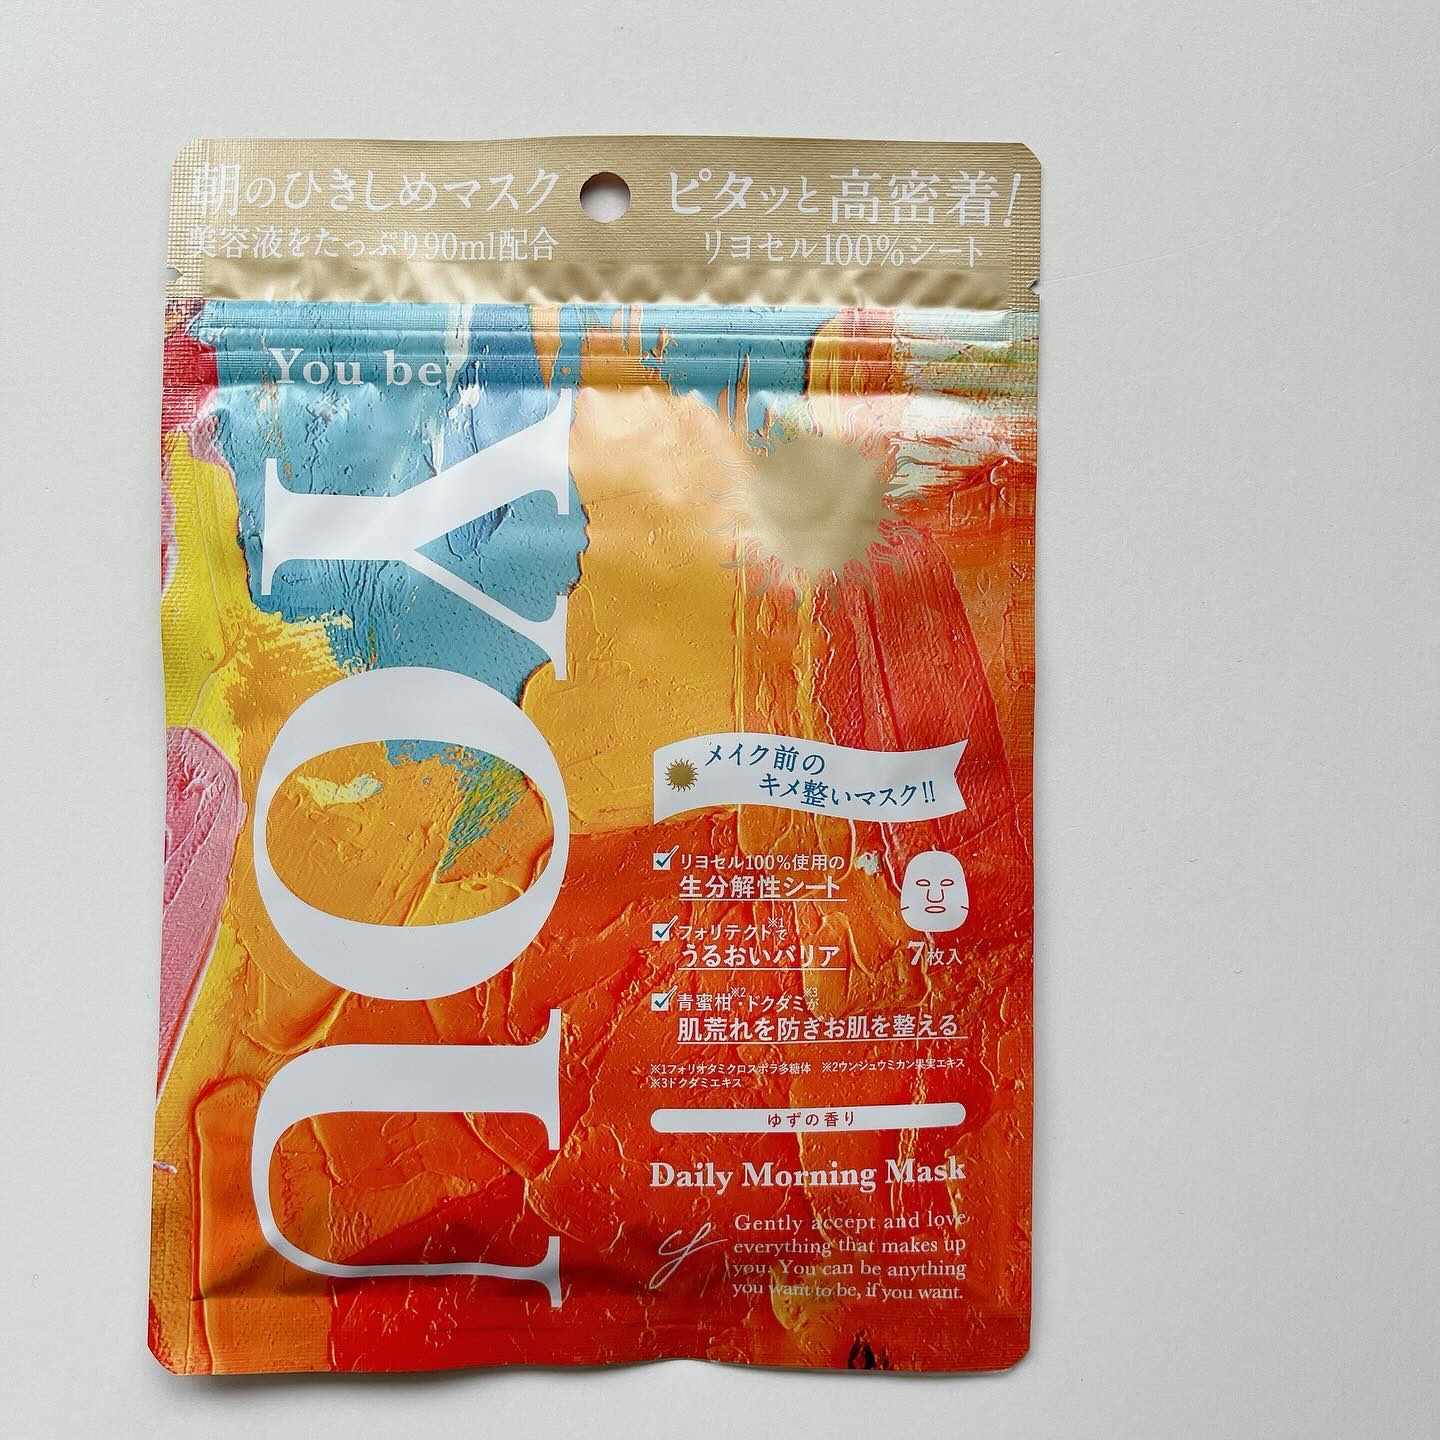 朝のひきしめマスク
美容液をたっぷり90ml配合
ピタッと高密着!
リヨセル100%シート
You be
YOU
メイク前の
キメ整いマスク!!
リヨセル100%使用の
生分解性シート
フォリテクト※1で
うるおいバリア
7枚入
青蜜柑※2・ドクダミ※3が
肌荒れを防ぎお肌を整える
※1フォリオタミクロスポラ多糖体 ※2ウンシュウミカン果実エキス
※3ドクダミエキス
ゆずの香り
Daily Morning Mask
y
Gently accept and love
everything that makes up
you. You can be anything
you want to be, if you want.